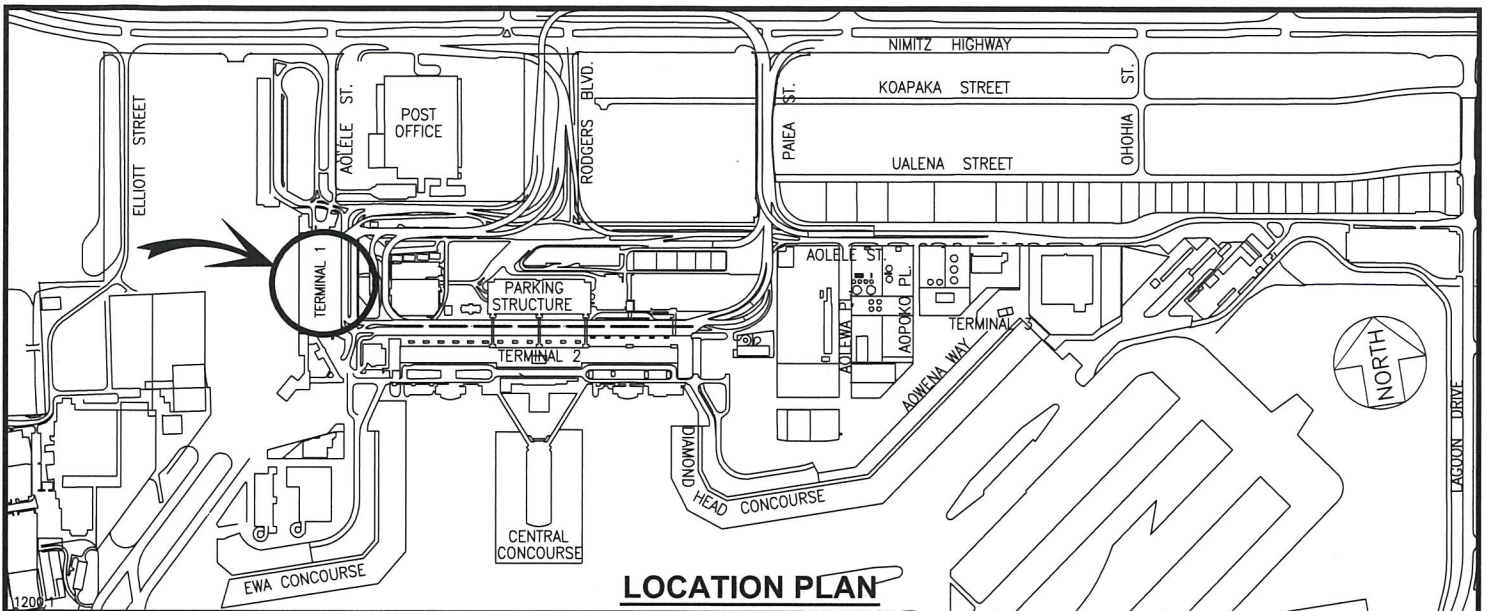 NIMITZ HIGHWAY
KOAPAKA STREET
UALENA STREET
ELLIOTT STREET
AOLELE ST.
POST
OFFICE
RODGERS BLVD.
PAIEA ST.
OHOHIA ST.
TERMINAL 1
PARKING
STRUCTURE
TERMINAL 2
AOLELE ST.
AOLEWA PL.
AOPOKO PL.
TERMINAL 3
AOWENA WAY
NORTH
LAGOON DRIVE
DIAMOND
HEAD CONCOURSE
CENTRAL
CONCOURSE
EWA CONCOURSE
LOCATION PLAN